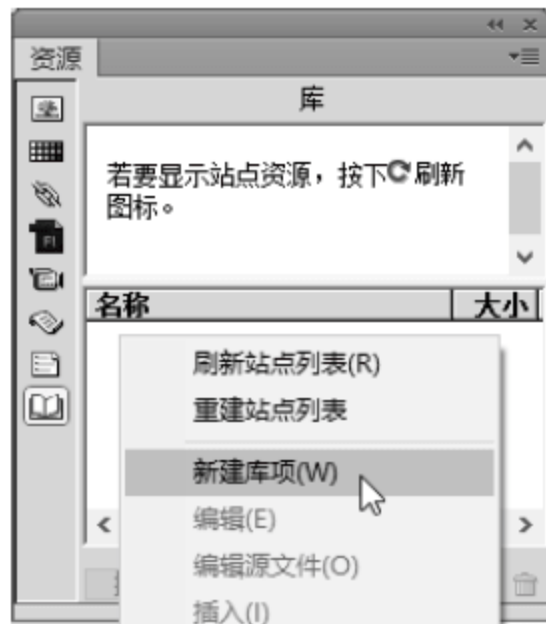 资源
库
若要显示站点资源，按下刷新
图标。
名称 大小
刷新站点列表(R)
重建站点列表
新建库项(W)
编辑(E)
编辑源文件(O)
插入(I)